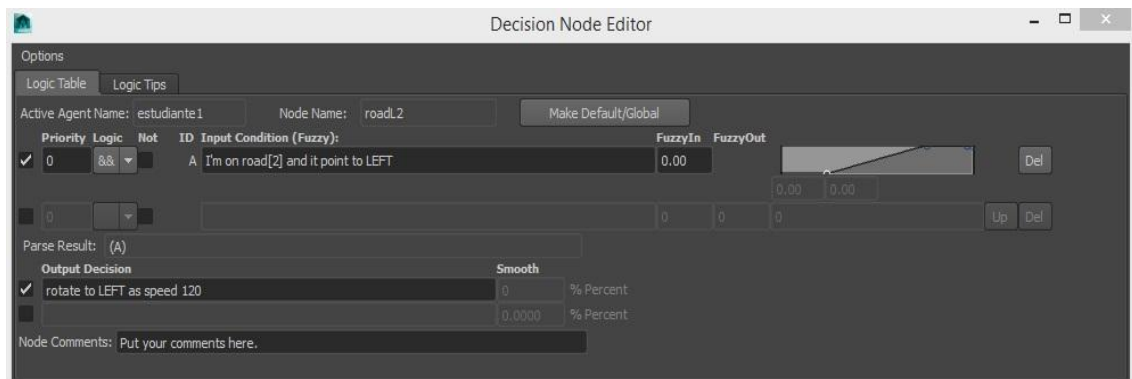 Decision Node Editor
Options
Logic Table Logic Tips
Active Agent Name: estudiante1 Node Name: roadL2 Make Default/Global
Priority Logic Not ID Input Condition (Fuzzy): FuzzyIn FuzzyOut
0 && A I'm on road[2] and it point to LEFT 0.00 Del
0.00 0.00
0 0 0 0 Up Del
Parse Result: (A)
Output Decision Smooth
rotate to LEFT as speed 120 0 % Percent
0.0000 % Percent
Node Comments: Put your comments here.